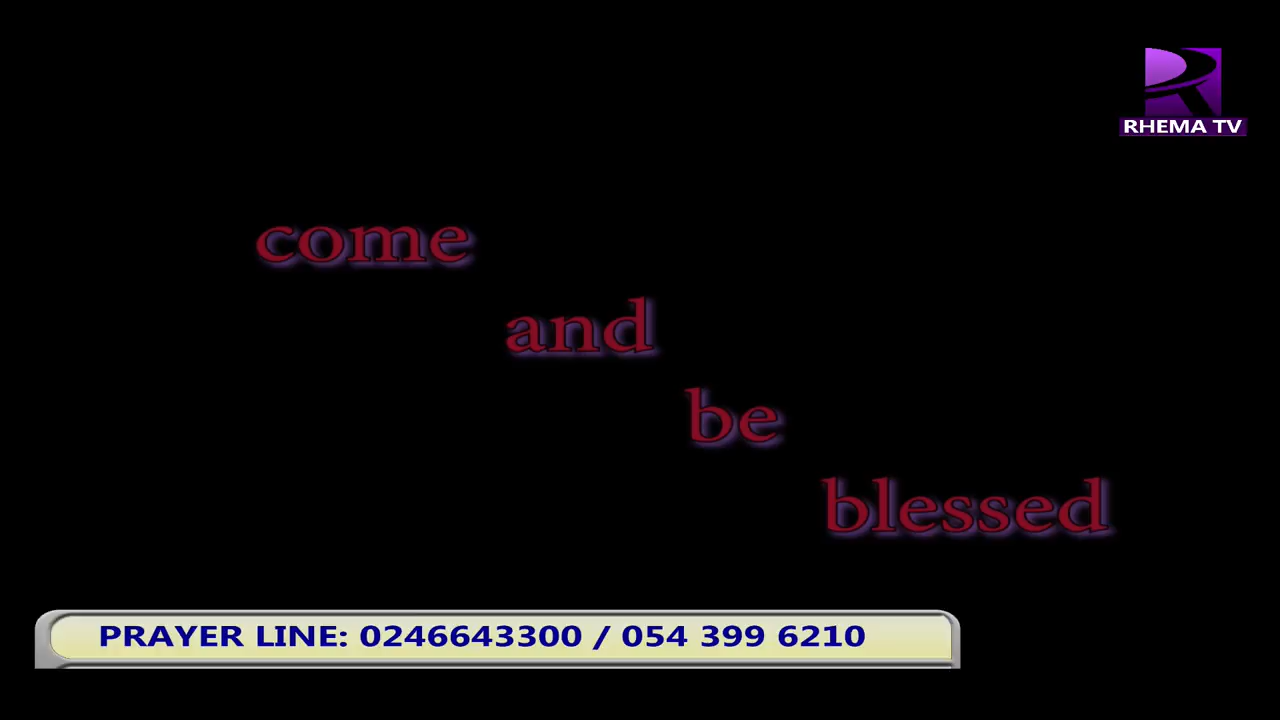 RHEMA TV
come
and
be
blessed
PRAYER LINE: 0246643300 / 054 399 6210